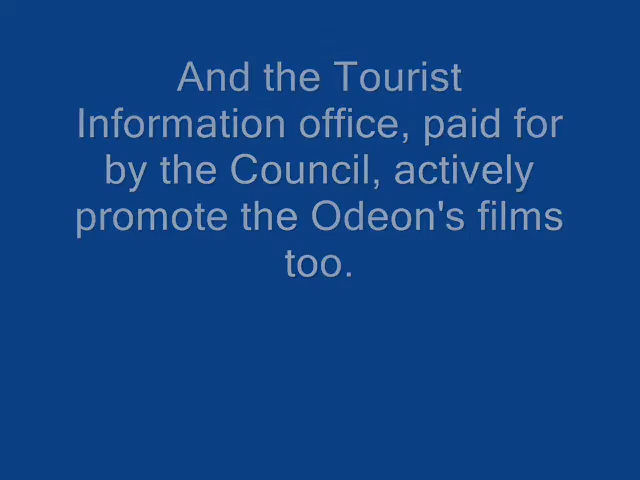 And the Tourist
Information office, paid for
by the Council, actively
promote the Odeon's films
too.